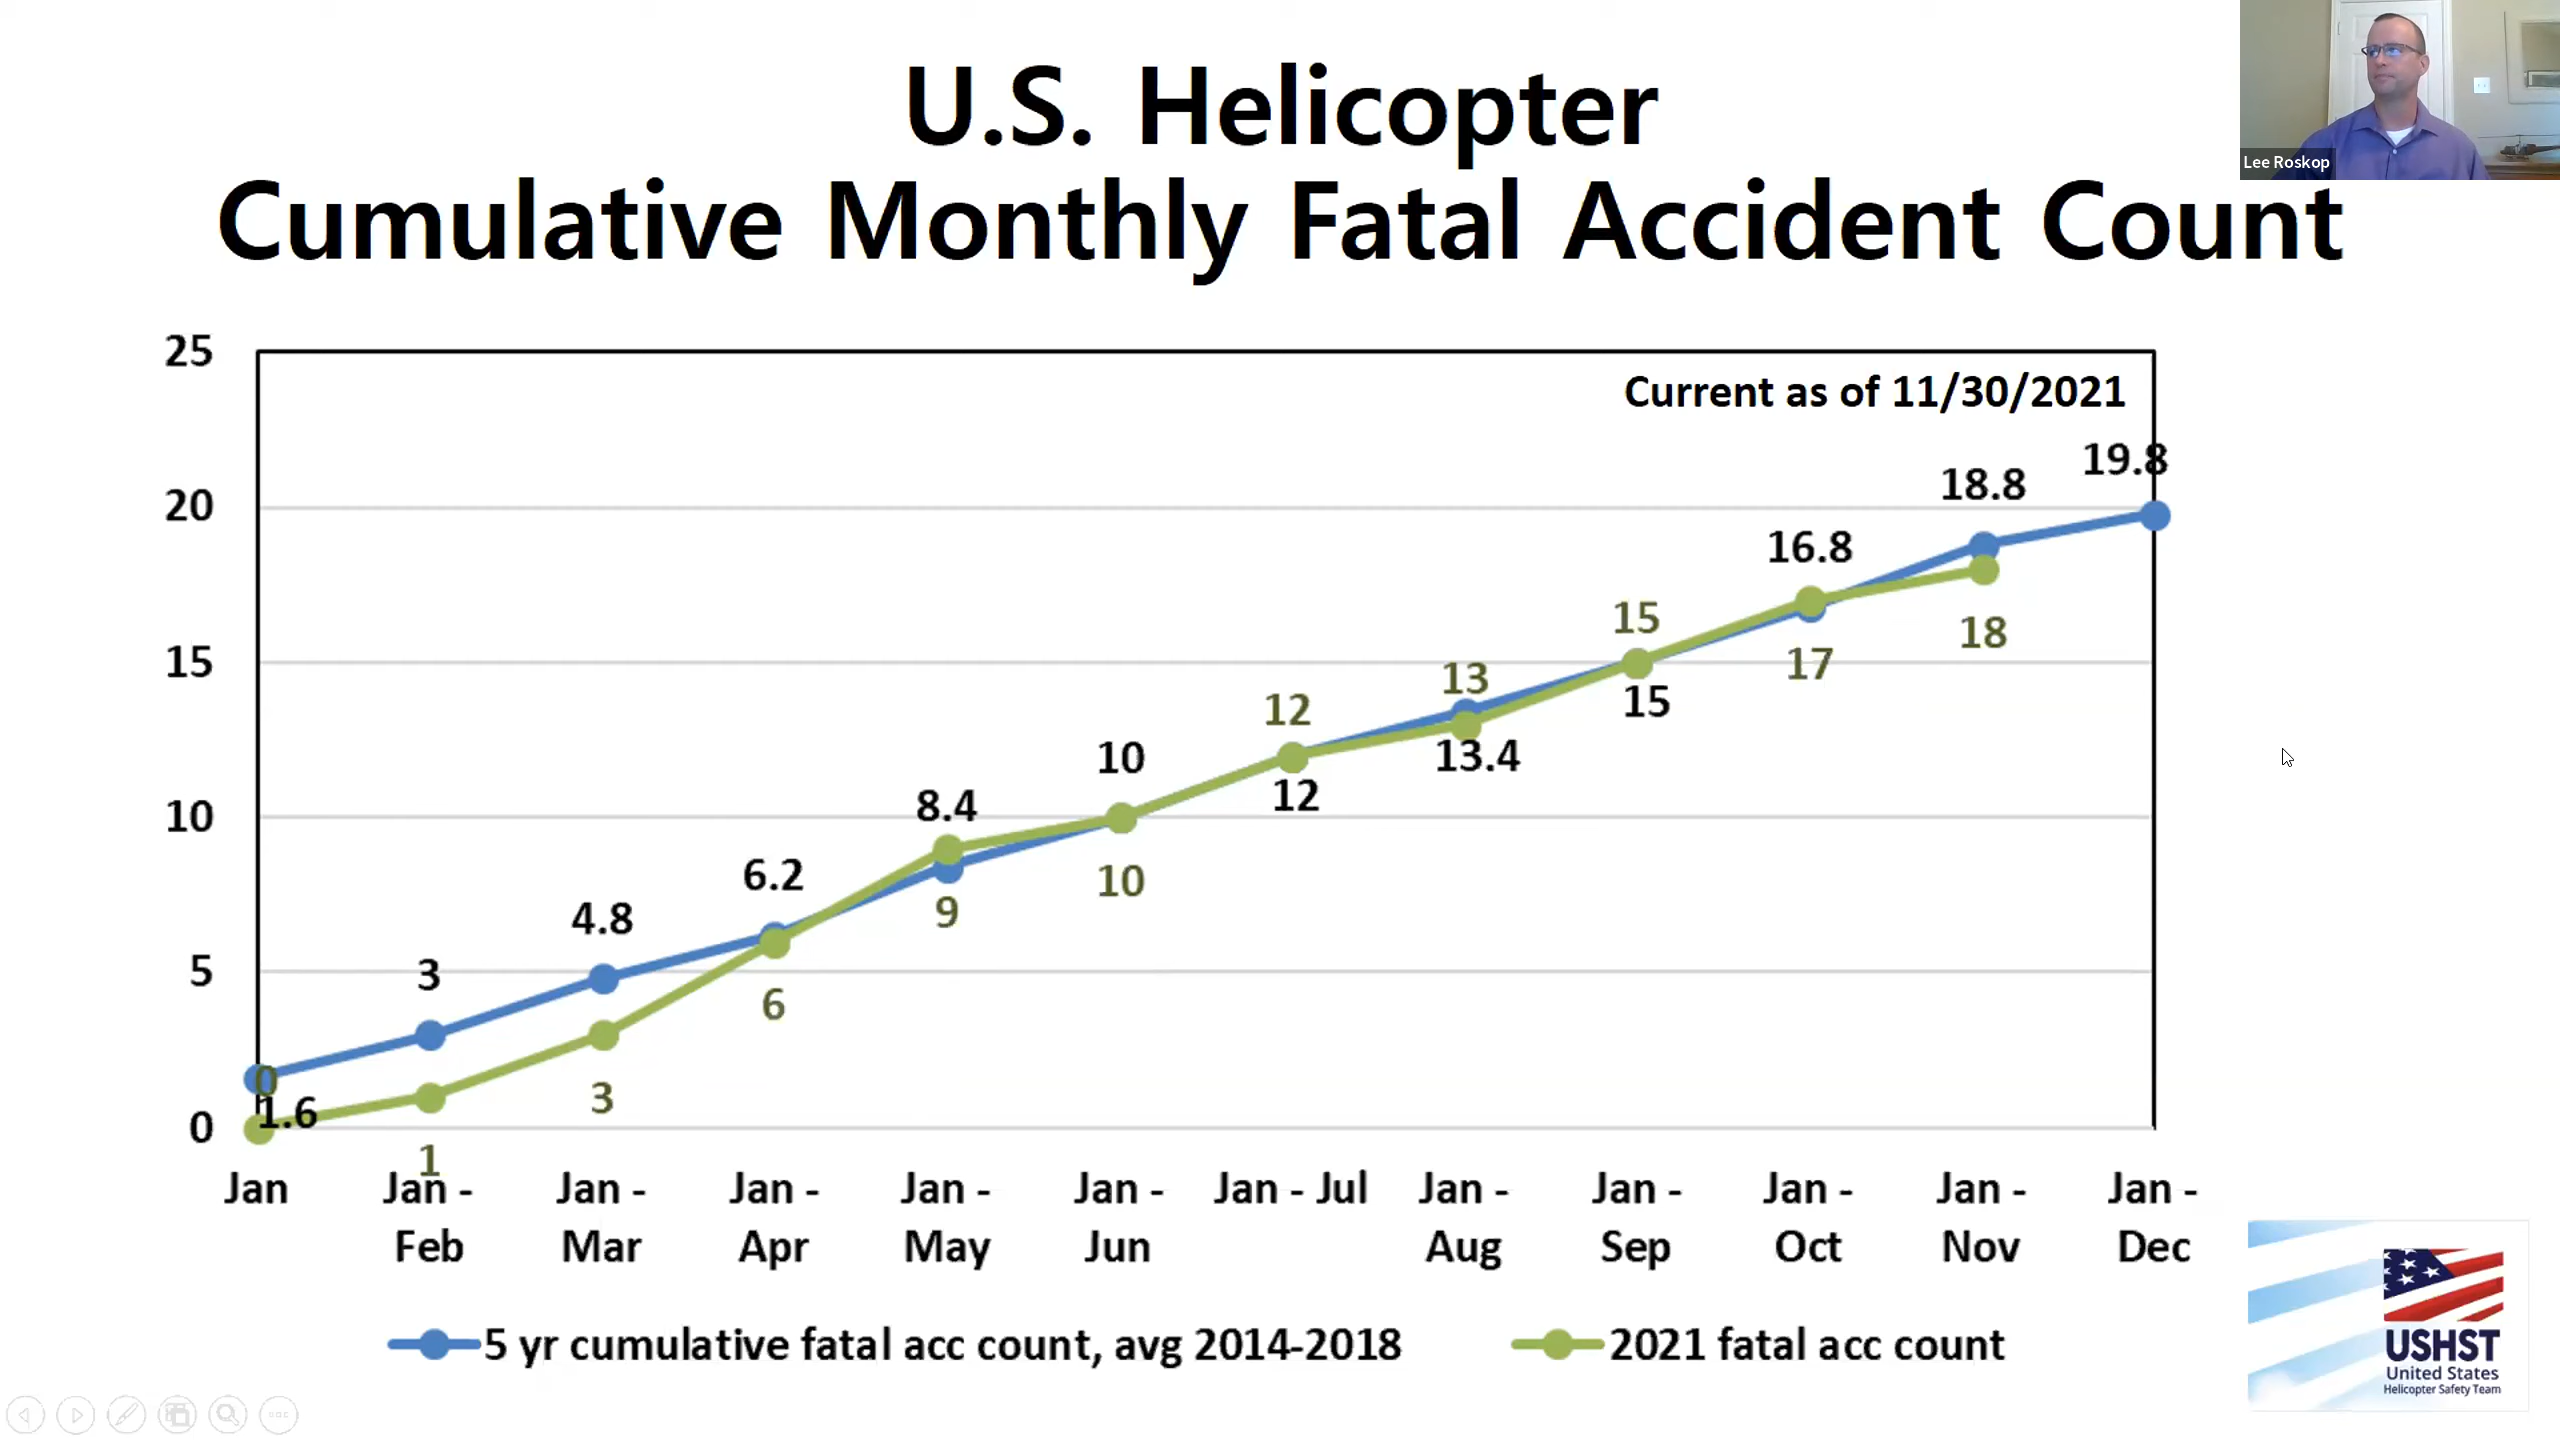 U.S. Helicopter
Cumulative Monthly Fatal Accident Count
Lee Roskop
25
20
15
10
5
0
Current as of 11/30/2021
19.8
18.8
16.8
15
17
18
13
15
12
13.4
10
12
8.4
10
6.2
9
4.8
6
3
3
0
1.6
1
Jan
Jan -
Feb
Jan -
Mar
Jan -
Apr
Jan -
May
Jan -
Jun
Jan - Jul
Jan -
Aug
Jan -
Sep
Jan -
Oct
Jan -
Nov
Jan -
Dec
5 yr cumulative fatal acc count, avg 2014-2018
2021 fatal acc count
USHST
United States
Helicopter Safety Team